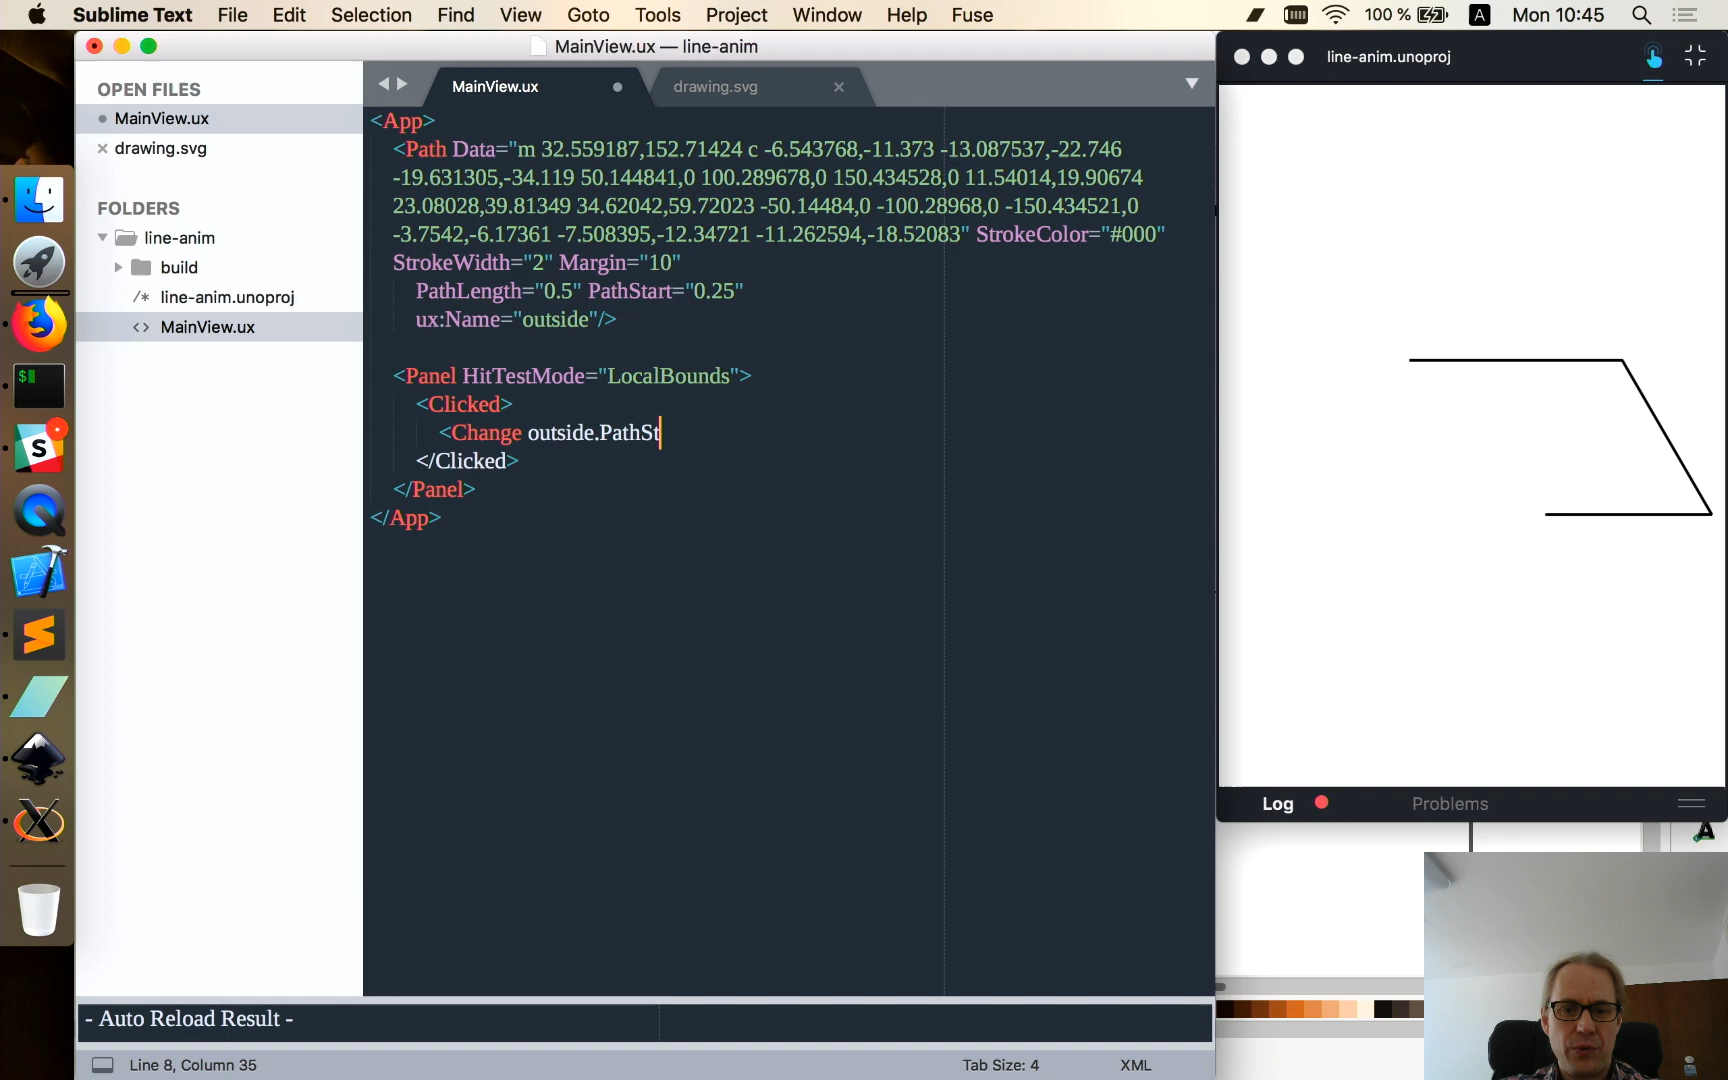 Sublime Text File Edit Selection Find View Goto Tools Project Window Help Fuse 100 % A Mon 10:45
MainView.ux — line-anim
line-anim.unoproj
OPEN FILES
MainView.ux
drawing.svg
FOLDERS
line-anim
build
/* line-anim.unoproj
<> MainView.ux
MainView.ux drawing.svg
<App>
<Path Data="m 32.559187,152.71424 c -6.543768,-11.373 -13.087537,-22.746
-19.631305,-34.119 50.144841,0 100.289678,0 150.434528,0 11.54014,19.90674
23.08028,39.81349 34.62042,59.72023 -50.14484,0 -100.28968,0 -150.434521,0
-3.7542,-6.17361 -7.508395,-12.34721 -11.262594,-18.52083" StrokeColor="#000"
StrokeWidth="2" Margin="10"
PathLength="0.5" PathStart="0.25"
ux:Name="outside"/>
<Panel HitTestMode="LocalBounds">
<Clicked>
<Change outside.PathSt
</Clicked>
</Panel>
</App>
Log Problems
- Auto Reload Result -
Line 8, Column 35 Tab Size: 4 XML
$
S
A